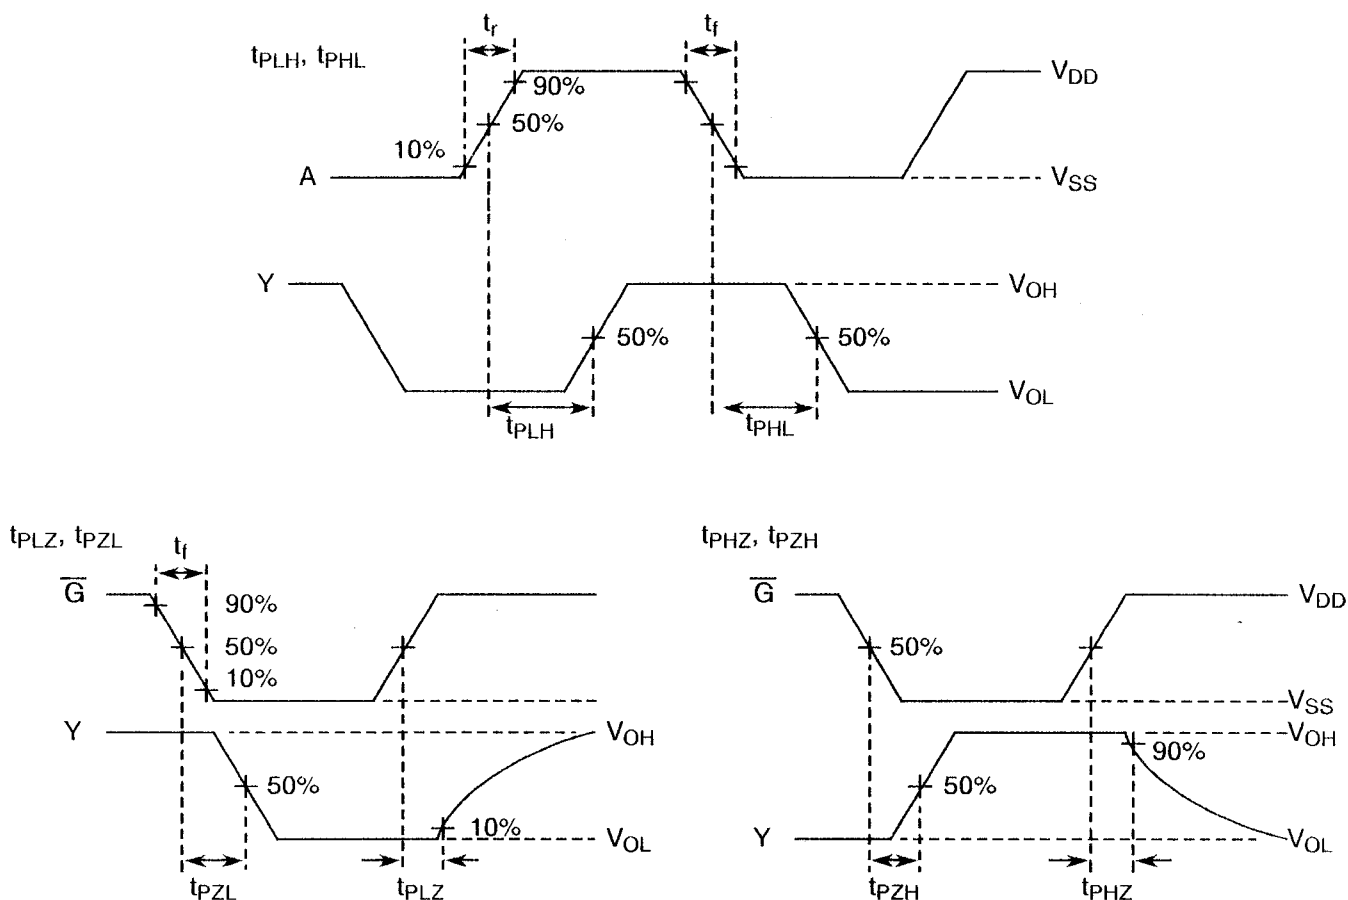 tPLH, tPHL
tr
tf
90%
50%
10%
A
VDD
VSS
Y
VOH
50%
50%
VOL
tPLH
tPHL
tPLZ, tPZL
tf
G
90%
50%
10%
Y
VOH
50%
10%
VOL
tPZL
tPLZ
tPHZ, tPZH
G
VDD
50%
VSS
VOH
90%
50%
Y
VOL
tPZH
tPHZ